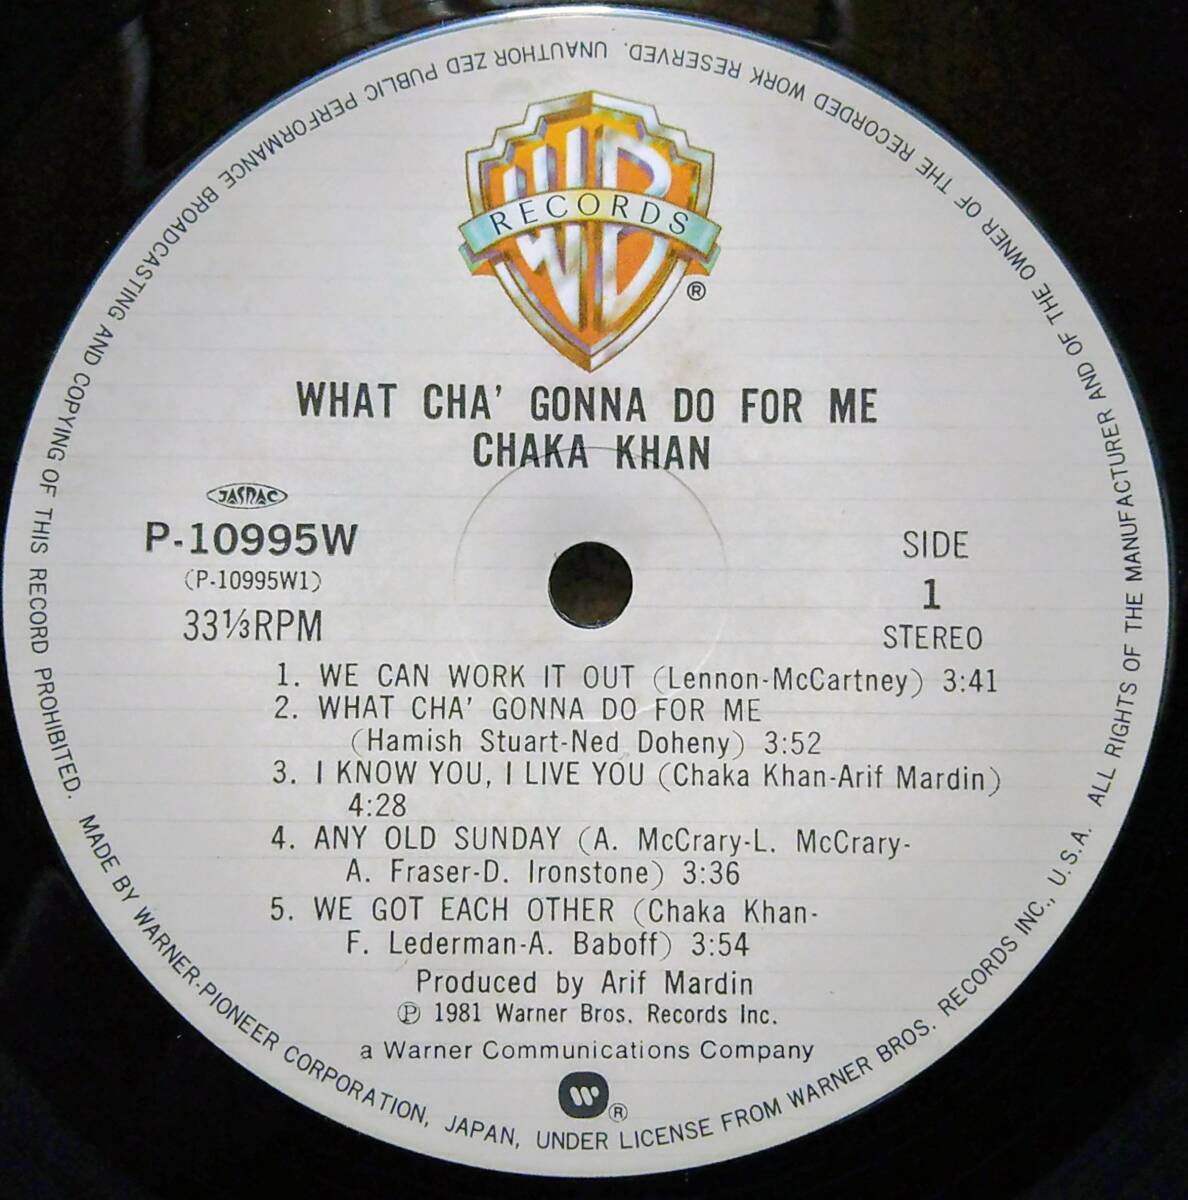 WB
RECORDS
®
WHAT CHA' GONNA DO FOR ME
CHAKA KHAN
JASRAC
P-10995W
(P-10995W1)
33⅓RPM
SIDE
1
STEREO
1. WE CAN WORK IT OUT (Lennon-McCartney) 3:41
2. WHAT CHA' GONNA DO FOR ME
(Hamish Stuart-Ned Doheny) 3:52
3. I KNOW YOU, I LIVE YOU (Chaka Khan-Arif Mardin)
4:28
4. ANY OLD SUNDAY (A. McCrary-L. McCrary-
A. Fraser-D. Ironstone) 3:36
5. WE GOT EACH OTHER (Chaka Khan-
F. Lederman-A. Baboff) 3:54
Produced by Arif Mardin
Ⓟ 1981 Warner Bros. Records Inc.
a Warner Communications Company
W®
MADE BY WARNER-PIONEER CORPORATION, JAPAN, UNDER LICENSE FROM WARNER BROS. RECORDS INC., U.S.A. ALL RIGHTS OF THE MANUFACTURER AND OF THE OWNER OF THE RECORDED WORK RESERVED. UNAUTHOR ZED PUBLIC PERFORMANCE BROADCASTING AND COPYING OF THIS RECORD PROHIBITED.